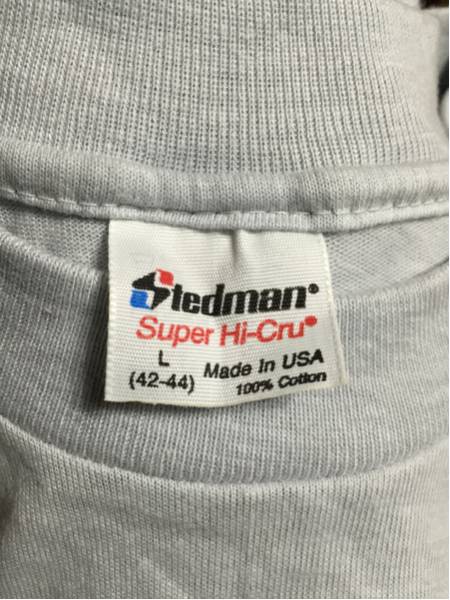 Stedman®
Super Hi-Cru®
L
(42-44)
Made In USA
100% Cotton